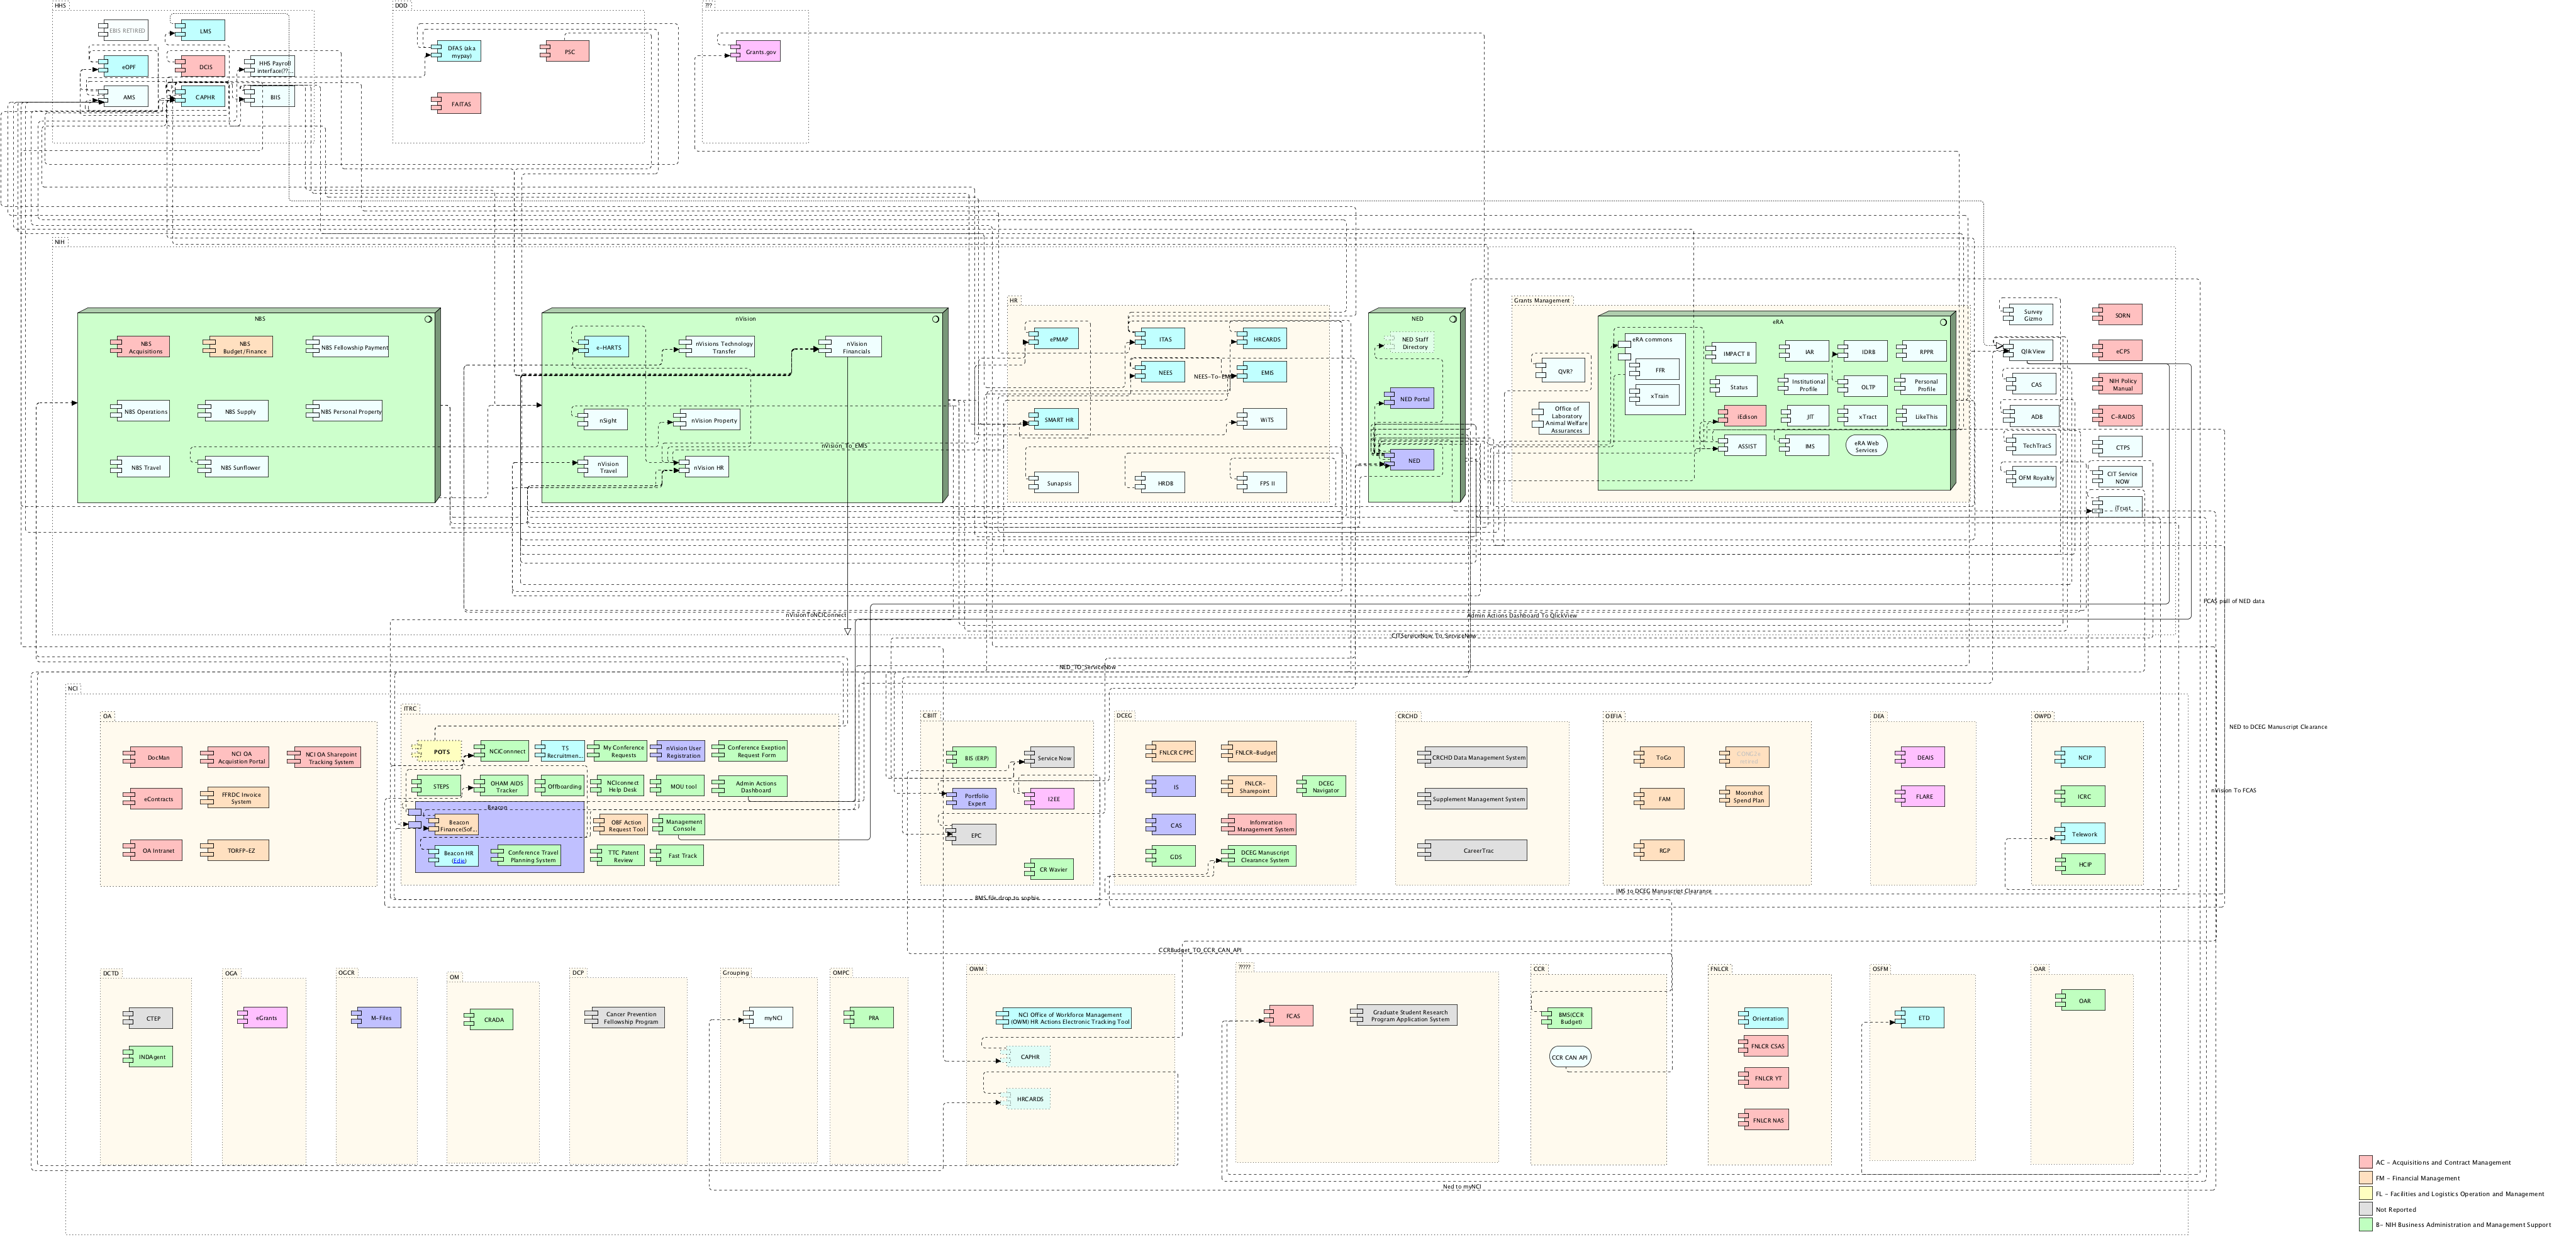 HHS
DOD
???
EBIS RETIRED
LMS
DFAS (aka
mypay)
PSC
Grants.gov
eOPF
DCIS
HHS Payroll
interface(??...
AMS
CAPHR
BIIS
FAITAS
NIH
HR
Grants Management
NBS
nVision
NED
eRA
Survey
Gizmo
SORN
NBS
Acquisitions
NBS
Budget/Finance
NBS Fellowship Payment
e-HARTS
nVisions Technology
Transfer
nVision
Financials
ePMAP
ITAS
HRCARDS
NED Staff
Directory
eRA commons
IMPACT II
IAR
IDRB
RPPR
QlikView
eCPS
QVR?
FFR
NEES
NEES-To-EMIS
EMIS
Status
Institutional
Profile
OLTP
Personal
Profile
CAS
NIH Policy
Manual
xTrain
NED Portal
NBS Operations
NBS Supply
NBS Personal Property
nSight
nVision Property
SMART HR
WiTS
Office of
Laboratory
Animal Welfare
Assurances
iEdison
JIT
xTract
LikeThis
ADB
C-RAIDS
nVision_To_EMIS
ASSIST
IMS
eRA Web
Services
TechTracS
CTPS
NBS Travel
NBS Sunflower
nVision
Travel
nVision HR
NED
Sunapsis
HRDB
FPS II
OFM Royaltiy
CIT Service
NOW
iTrust
FCAS pull of NED data
nVisionToNCIConnect
Admin Actions Dashboard To QlickView
CITServiceNow_To_ServiceNow
NED_TO_ServiceNow
NCI
OA
ITRC
CBIIT
DCEG
CRCHD
OEFIA
DEA
OWPD
NED to DCEG Manuscript Clearance
DocMan
NCI OA
Acquistion Portal
NCI OA Sharepoint
Tracking System
POTS
NCIConnnect
TS
Recruitmen...
My Conference
Requests
nVision User
Registration
Conference Exeption
Request Form
BIS (ERP)
Service Now
FNLCR CPPC
FNLCR-Budget
CRCHD Data Management System
ToGo
DEAIS
NCIP
STEPS
OHAM AIDS
Tracker
Offboarding
NCIconnect
Help Desk
MOU tool
Admin Actions
Dashboard
IS
FNLCR-
Sharepoint
DCEG
Navigator
nVision To FCAS
eContracts
FFRDC Invoice
System
Beacon
Portfolio
Expert
I2EE
Supplement Management System
FAM
Moonshot
Spend Plan
FLARE
ICRC
Beacon
Finance(Sof...
OBF Action
Request Tool
Management
Console
EPC
CAS
Infomration
Management System
Telework
OA Intranet
TORFP-EZ
Beacon HR
(Edie)
Conference Travel
Planning System
TTC Patent
Review
Fast Track
CR Wavier
GDS
DCEG Manuscript
Clearance System
CareerTrac
RGP
HCIP
IMS to DCEG Manuscript Clearance
BMS file drop to sophie
CCRBudget_TO_CCR_CAN_API
DCTD
OGA
OGCR
OM
DCP
Grouping
OMPC
OWM
?????
CCR
FNLCR
OSFM
OAR
CTEP
eGrants
M-Files
CRADA
Cancer Prevention
Fellowship Program
myNCI
PRA
NCI Office of Workforce Management
(OWM) HR Actions Electronic Tracking Tool
FCAS
Graduate Student Research
Program Application System
BMS(CCR
Budget)
Orientation
ETD
OAR
INDAgent
CAPHR
CCR CAN API
FNLCR CSAS
FNLCR YT
HRCARDS
FNLCR NAS
Ned to myNCI
AC - Acquisitions and Contract Management
FM - Financial Management
FL - Facilities and Logistics Operation and Management
Not Reported
B- NIH Business Administration and Management Support